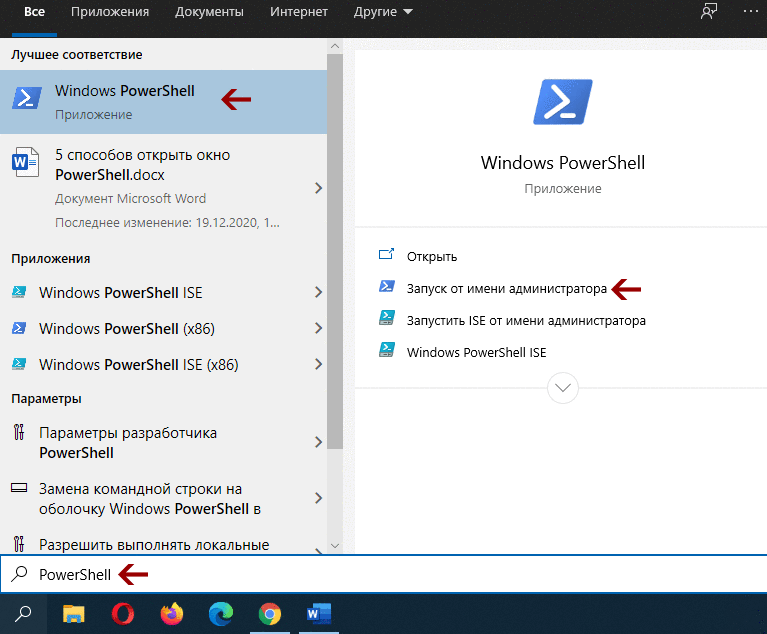 Все Приложения Документы Интернет Другие
Лучшее соответствие
Windows PowerShell
Приложение
5 способов открыть окно
PowerShell.docx
Документ Microsoft Word
Последнее изменение: 19.12.2020, 1...
Приложения
Windows PowerShell ISE
Windows PowerShell (x86)
Windows PowerShell ISE (x86)
Параметры
Параметры разработчика
PowerShell
Замена командной строки на
оболочку Windows PowerShell в
Разрешить выполнять локальные
Windows PowerShell
Приложение
Открыть
Запуск от имени администратора
Запустить ISE от имени администратора
Windows PowerShell ISE
PowerShell